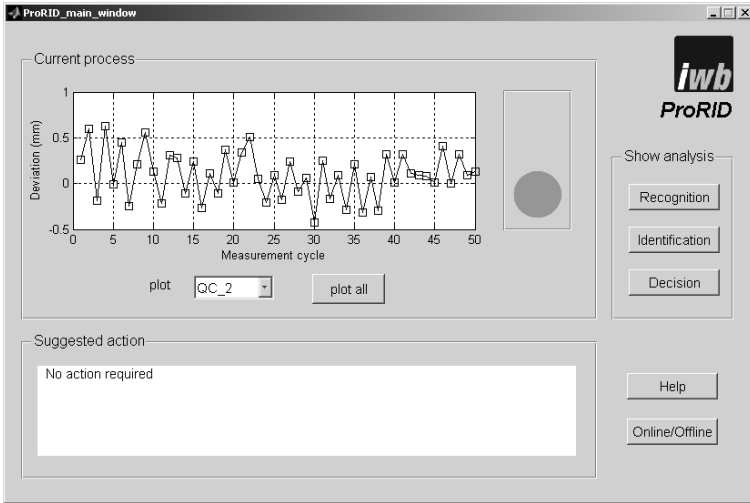 ProRID_main_window
Current process
1
0.5
0
-0.5
Deviation (mm)
0 5 10 15 20 25 30 35 40 45 50
Measurement cycle
plot QC_2 plot all
iwb
ProRID
Show analysis
Recognition
Identification
Decision
Suggested action
No action required
Help
Online/Offline